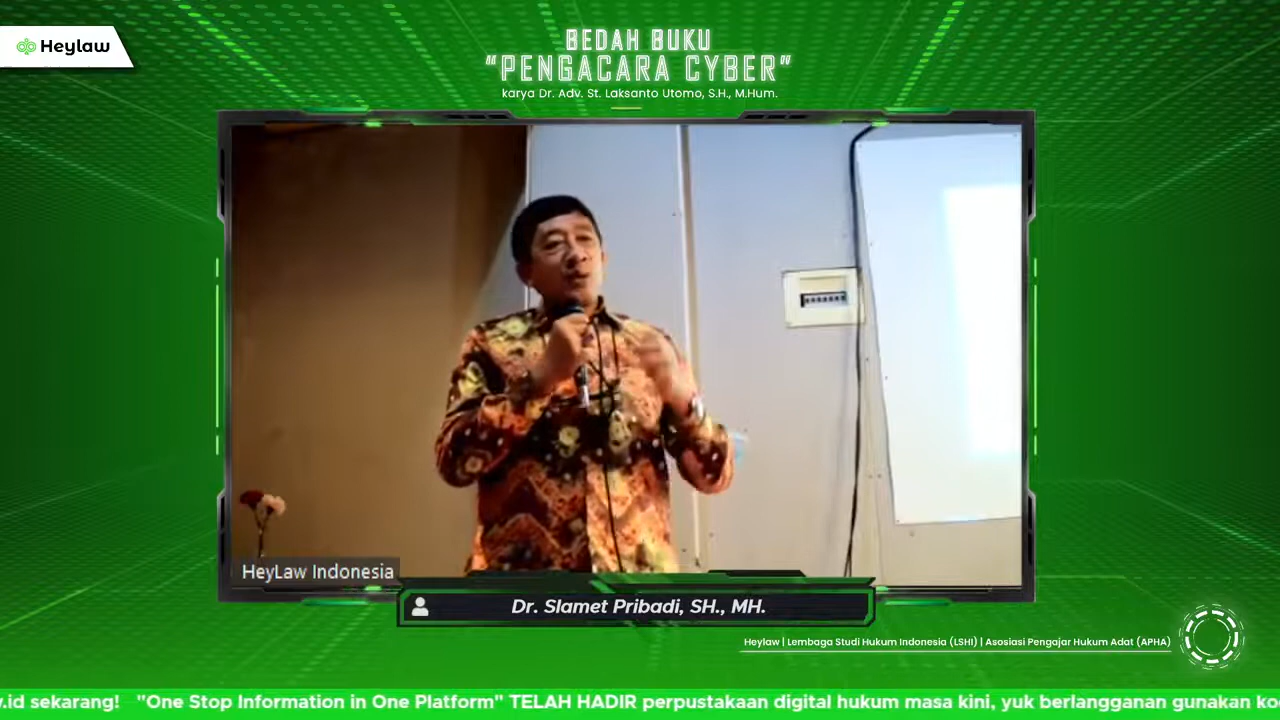 Heylaw
BEDAH BUKU
"PENGACARA CYBER"
karya Dr. Adv. St. Laksanto Utomo, S.H., M.Hum.
HeyLaw Indonesia
Dr. Slamet Pribadi, SH., MH.
Heylaw | Lembaga Studi Hukum Indonesia (LSHI) | Asosiasi Pengajar Hukum Adat (APHA)
.id sekarang! "One Stop Information in One Platform" TELAH HADIR perpustakaan digital hukum masa kini, yuk berlangganan gunakan ko